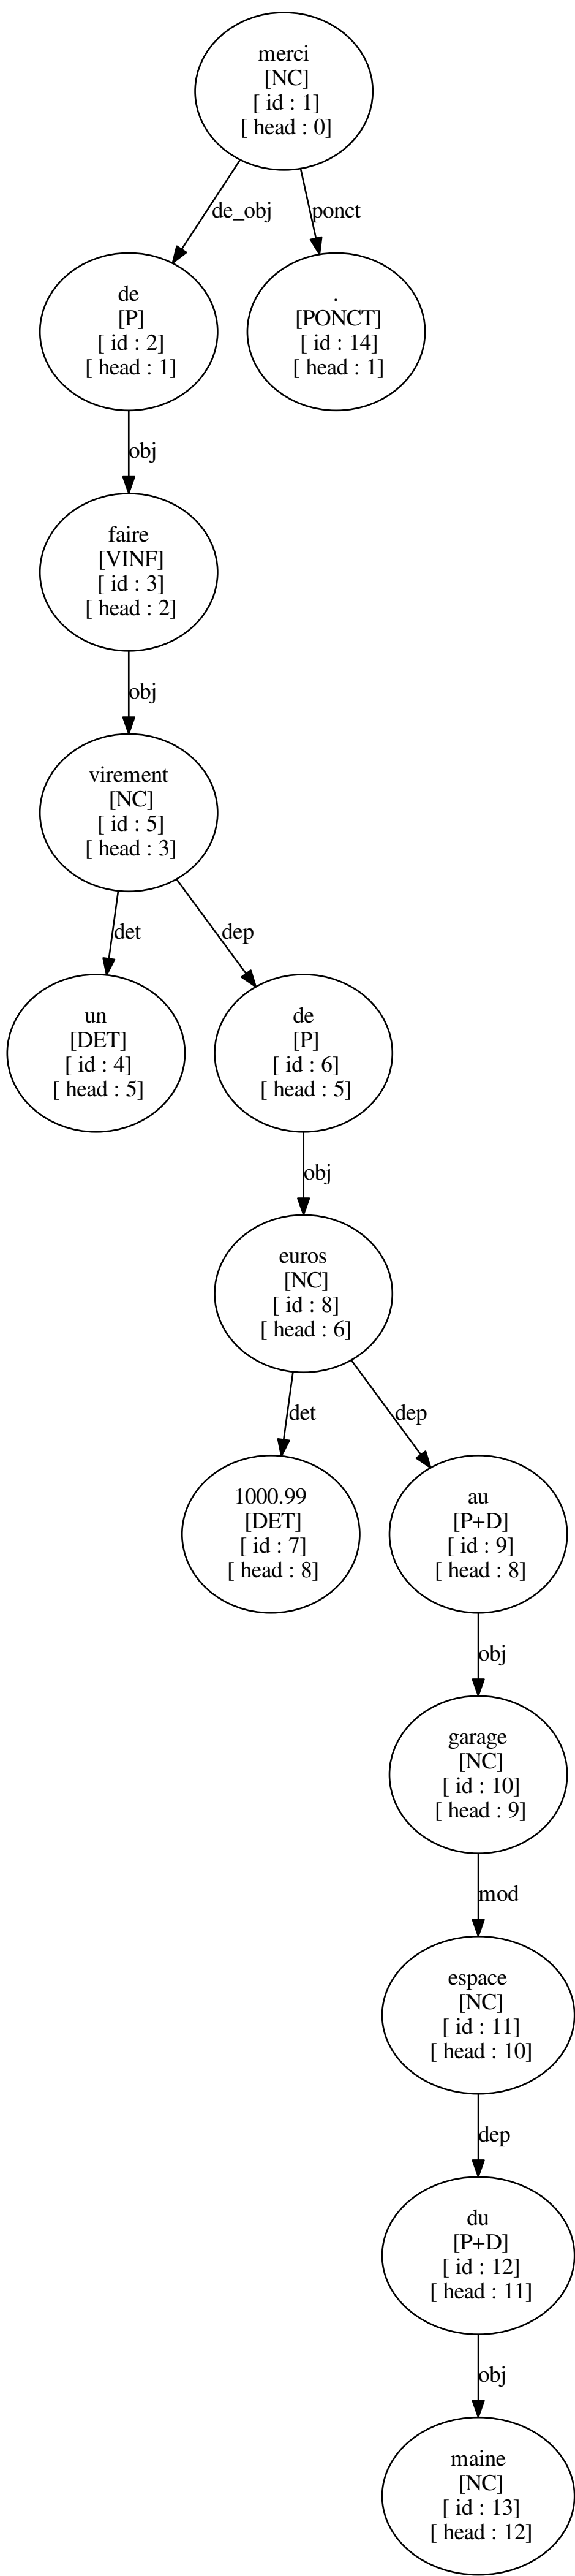 merci
[NC]
[ id : 1]
[ head : 0]
de_obj
ponct
de
[P]
[ id : 2]
[ head : 1]
.
[PONCT]
[ id : 14]
[ head : 1]
obj
faire
[VINF]
[ id : 3]
[ head : 2]
obj
virement
[NC]
[ id : 5]
[ head : 3]
det
dep
un
[DET]
[ id : 4]
[ head : 5]
de
[P]
[ id : 6]
[ head : 5]
obj
euros
[NC]
[ id : 8]
[ head : 6]
det
dep
1000.99
[DET]
[ id : 7]
[ head : 8]
au
[P+D]
[ id : 9]
[ head : 8]
obj
garage
[NC]
[ id : 10]
[ head : 9]
mod
espace
[NC]
[ id : 11]
[ head : 10]
dep
du
[P+D]
[ id : 12]
[ head : 11]
obj
maine
[NC]
[ id : 13]
[ head : 12]